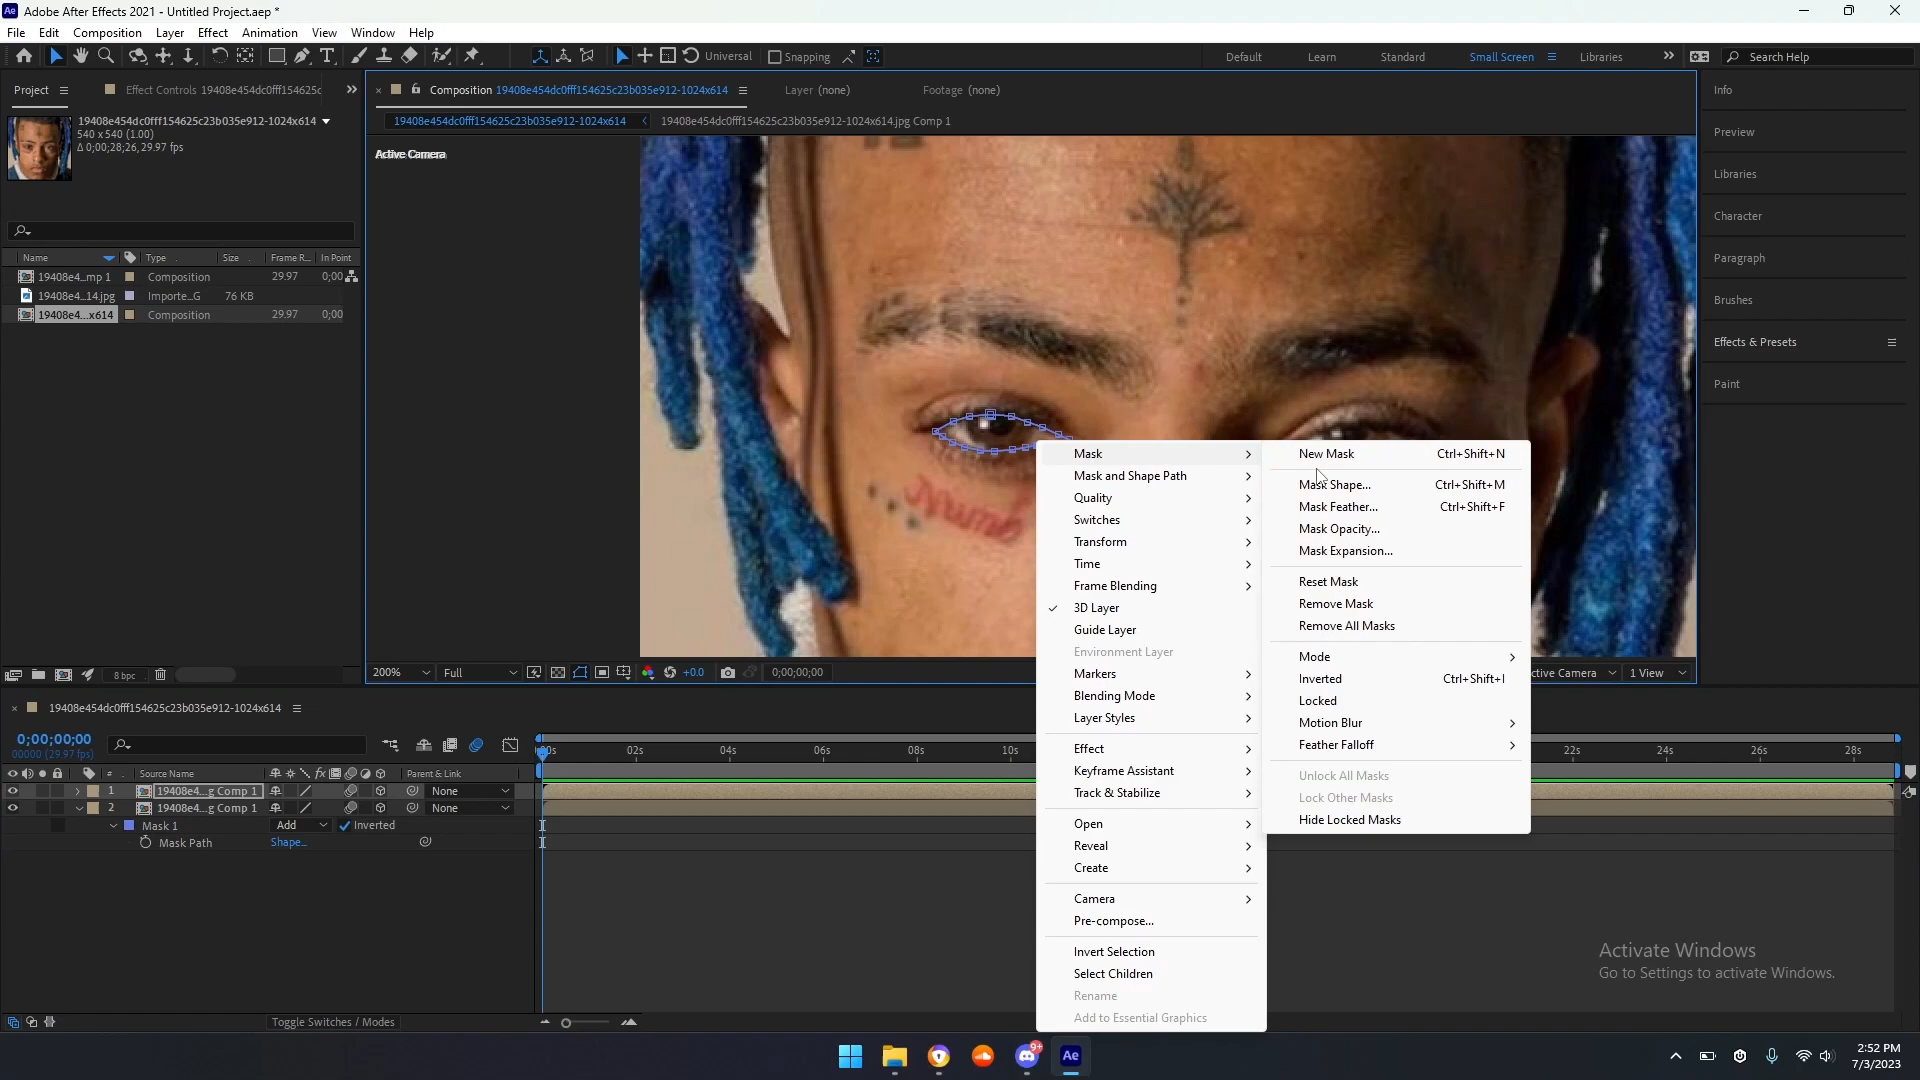 Adobe After Effects 2021 - Untitled Project.aep *
File Edit Composition Layer Effect Animation View Window Help
Universal Snapping Default Learn Standard Small Screen Libraries Search Help
Project Effect Controls 19408e454dc0fff154625c
Composition 19408e454dc0fff154625c23b035e912-1024x614 Layer (none) Footage (none)
19408e454dc0fff154625c23b035e912-1024x614 19408e454dc0fff154625c23b035e912-1024x614.jpg Comp 1
19408e454dc0fff154625c23b035e912-1024x614
540 x 540 (1.00)
Δ 0;00;28;26, 29.97 fps
Active Camera
Name Type Size Frame R... In Point
19408e4...mp 1 Composition 29.97 0;00
19408e4...14.jpg Importe...G 76 KB
19408e4...x614 Composition 29.97 0;00
8 bpc
200% Full +0.0 0;00;00;00 ctive Camera 1 View
Info
Preview
Libraries
Character
Paragraph
Brushes
Effects & Presets
Paint
Mask
Mask and Shape Path
Quality
Switches
Transform
Time
Frame Blending
3D Layer
Guide Layer
Environment Layer
Markers
Blending Mode
Layer Styles
Effect
Keyframe Assistant
Track & Stabilize
Open
Reveal
Create
Camera
Pre-compose...
Invert Selection
Select Children
Rename
Add to Essential Graphics
New Mask Ctrl+Shift+N
Mask Shape... Ctrl+Shift+M
Mask Feather... Ctrl+Shift+F
Mask Opacity...
Mask Expansion...
Reset Mask
Remove Mask
Remove All Masks
Mode
Inverted Ctrl+Shift+I
Locked
Motion Blur
Feather Falloff
Unlock All Masks
Lock Other Masks
Hide Locked Masks
19408e454dc0fff154625c23b035e912-1024x614
0;00;00;00
00000 (29.97 fps)
:00s 02s 04s 06s 08s 10s 22s 24s 26s 28s
# Source Name Parent & Link
1 19408e4...g Comp 1 None
2 19408e4...g Comp 1 None
Mask 1 Add Inverted
Mask Path Shape...
Toggle Switches / Modes
Activate Windows
Go to Settings to activate Windows.
9+
Ae
2:52 PM
7/3/2023